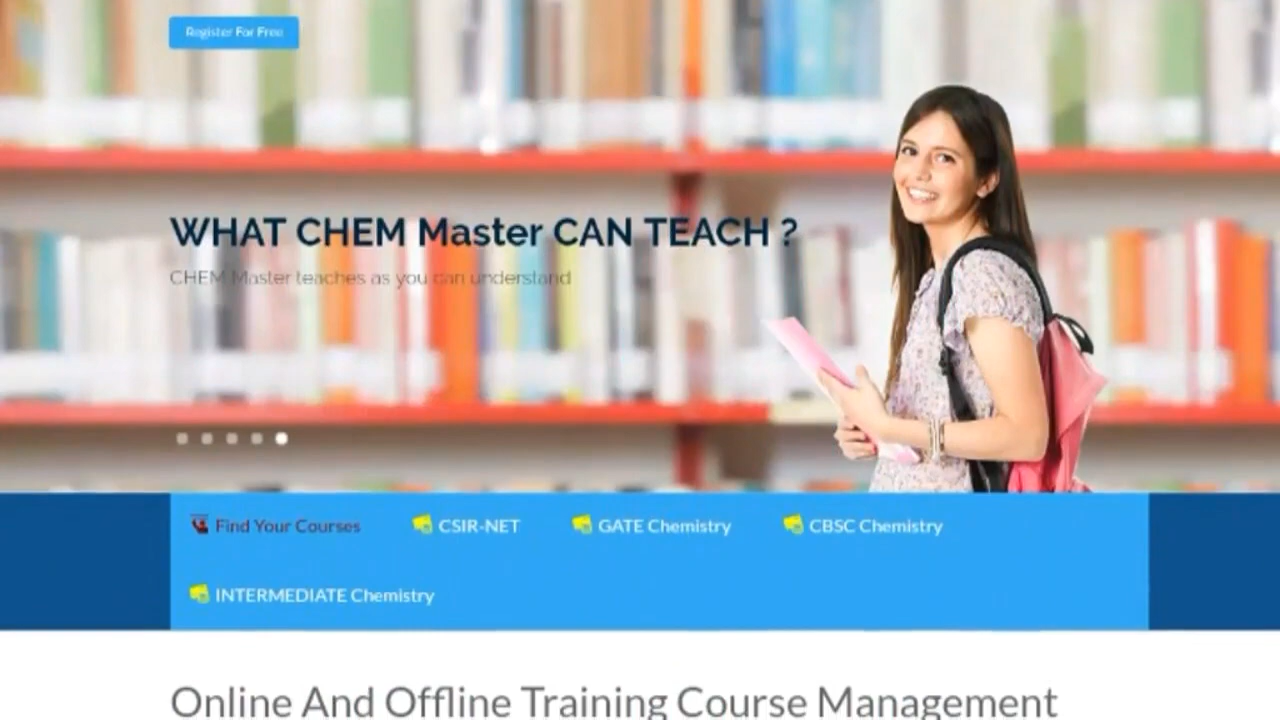 Register For Free
WHAT CHEM Master CAN TEACH ?
CHEM Master teaches as you can understand
Find Your Courses
CSIR-NET
GATE Chemistry
CBSC Chemistry
INTERMEDIATE Chemistry
Online And Offline Training Course Management